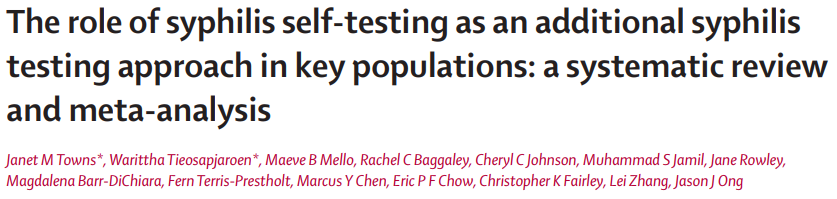 The role of syphilis self-testing as an additional syphilis
testing approach in key populations: a systematic review
and meta-analysis
Janet M Towns*, Warittha Tieosapjaroen*, Maeve B Mello, Rachel C Baggaley, Cheryl C Johnson, Muhammad S Jamil, Jane Rowley,
Magdalena Barr-DiChiara, Fern Terris-Prestholt, Marcus Y Chen, Eric P F Chow, Christopher K Fairley, Lei Zhang, Jason J Ong